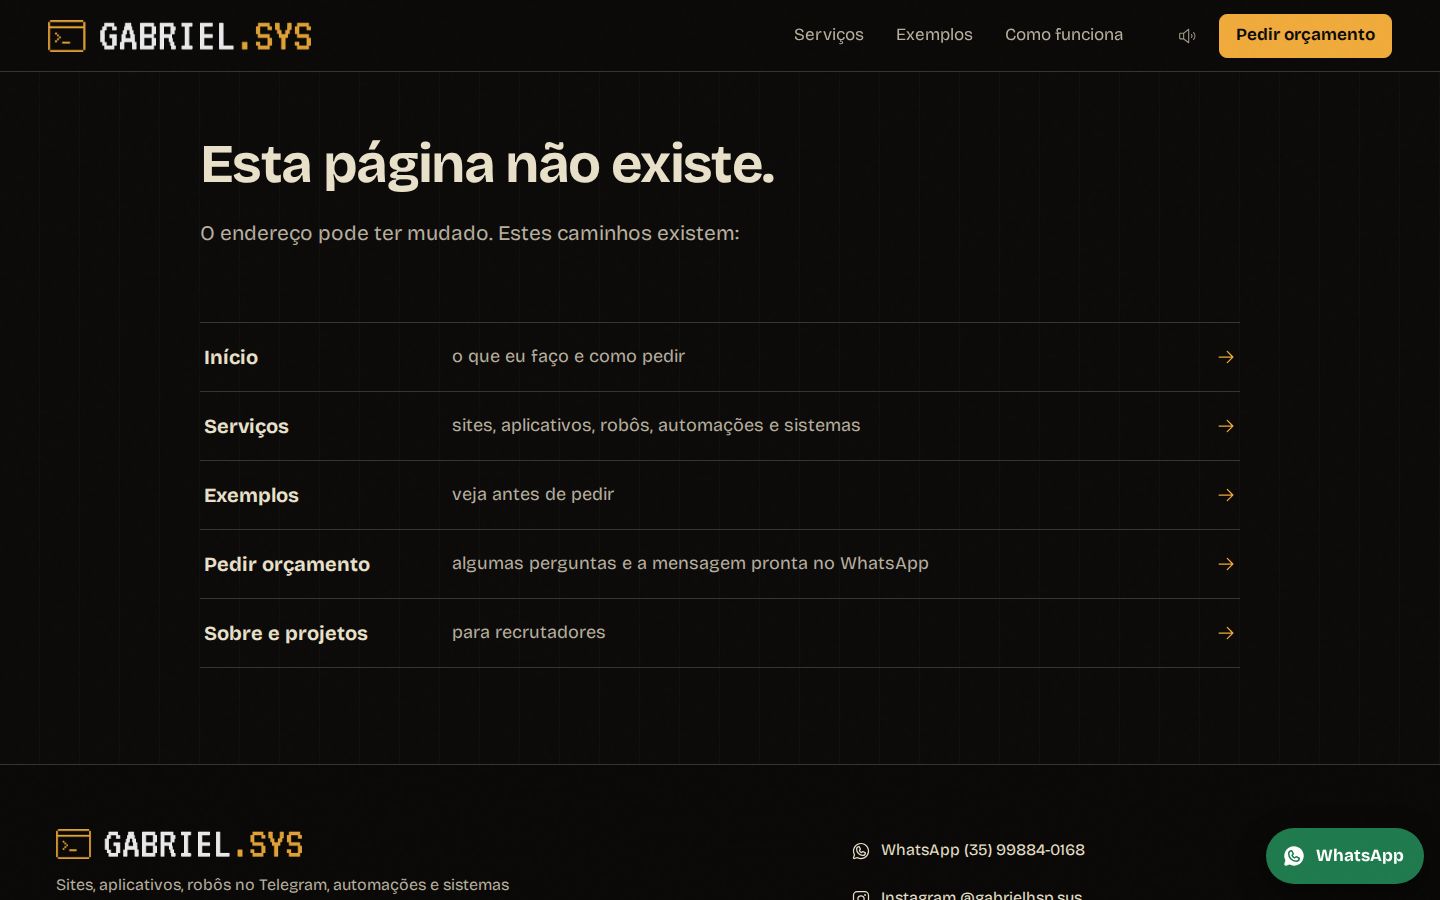 GABRIEL.SYS
Serviços
Exemplos
Como funciona
Pedir orçamento
Esta página não existe.
O endereço pode ter mudado. Estes caminhos existem:
Início
o que eu faço e como pedir
Serviços
sites, aplicativos, robôs, automações e sistemas
Exemplos
veja antes de pedir
Pedir orçamento
algumas perguntas e a mensagem pronta no WhatsApp
Sobre e projetos
para recrutadores
GABRIEL.SYS
Sites, aplicativos, robôs no Telegram, automações e sistemas
WhatsApp (35) 99884-0168
Instagram @gabrielhsp.sys
WhatsApp